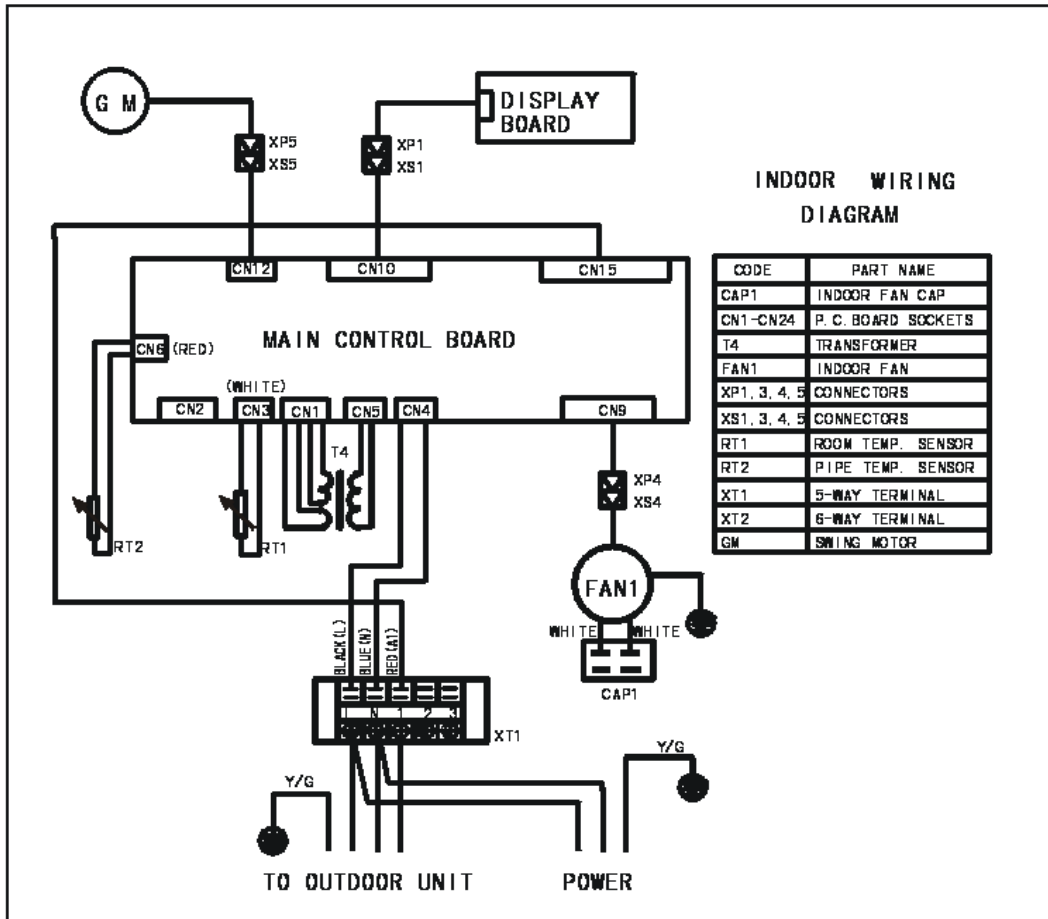 G M
DISPLAY
BOARD
XP5
XS5
XP1
XS1
INDOOR WIRING
DIAGRAM
CN12
CN10
CN15
MAIN CONTROL BOARD
CN6 (RED)
(WHITE)
CN2
CN3
CN1
CN5
CN4
CN9
T4
RT2
RT1
XP4
XS4
FAN1
WHITE WHITE
CAP1
CODE PART NAME
CAP1 INDOOR FAN CAP
CN1-CN24 P.C.BOARD SOCKETS
T4 TRANSFORMER
FAN1 INDOOR FAN
XP1, 3, 4, 5 CONNECTORS
XS1, 3, 4, 5 CONNECTORS
RT1 ROOM TEMP. SENSOR
RT2 PIPE TEMP. SENSOR
XT1 5-WAY TERMINAL
XT2 6-WAY TERMINAL
GM SWING MOTOR
BLACK(L)
BLUE(N)
RED(A1)
L N 1 2 3
XT1
Y/G
Y/G
TO OUTDOOR UNIT
POWER